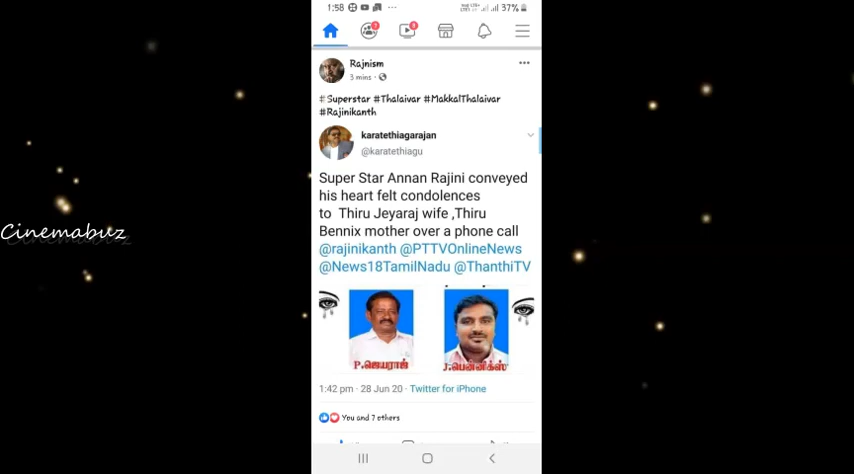 1:58 37%
Rajnism
3 mins
#Superstar #Thalaivar #MakkalThalaivar
#Rajinikanth
karatethiagarajan
@karatethiagu
Super Star Annan Rajini conveyed
his heart felt condolences
to Thiru Jeyaraj wife ,Thiru
Bennix mother over a phone call
@rajinikanth @PTTVOnlineNews
@News18TamilNadu @ThanthiTV
P.ஜெயராஜ்
J.பென்னிக்ஸ்
1:42 pm · 28 Jun 20 · Twitter for iPhone
You and 7 others
Cinemabuz